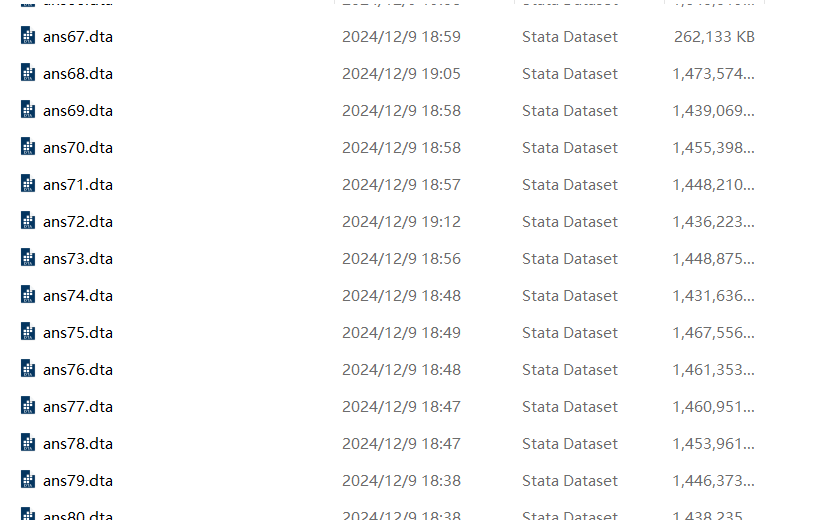 ans67.dta 2024/12/9 18:59 Stata Dataset 262,133 KB
ans68.dta 2024/12/9 19:05 Stata Dataset 1,473,574...
ans69.dta 2024/12/9 18:58 Stata Dataset 1,439,069...
ans70.dta 2024/12/9 18:58 Stata Dataset 1,455,398...
ans71.dta 2024/12/9 18:57 Stata Dataset 1,448,210...
ans72.dta 2024/12/9 19:12 Stata Dataset 1,436,223...
ans73.dta 2024/12/9 18:56 Stata Dataset 1,448,875...
ans74.dta 2024/12/9 18:48 Stata Dataset 1,431,636...
ans75.dta 2024/12/9 18:49 Stata Dataset 1,467,556...
ans76.dta 2024/12/9 18:48 Stata Dataset 1,461,353...
ans77.dta 2024/12/9 18:47 Stata Dataset 1,460,951...
ans78.dta 2024/12/9 18:47 Stata Dataset 1,453,961...
ans79.dta 2024/12/9 18:38 Stata Dataset 1,446,373...
ans80.dta 2024/12/9 18:38 Stata Dataset 1,438,235...